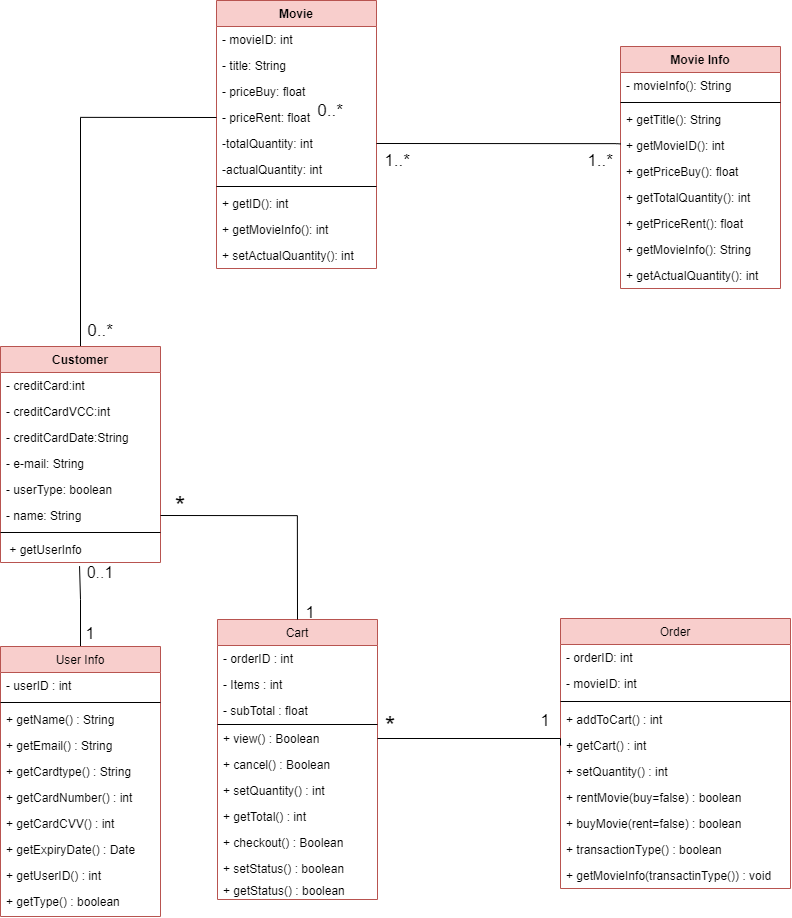 Movie
- movieID: int
- title: String
- priceBuy: float
- priceRent: float
-totalQuantity: int
-actualQuantity: int
+ getID(): int
+ getMovieInfo(): int
+ setActualQuantity(): int
0..*
1..*
1..*
Movie Info
- movieInfo(): String
+ getTitle(): String
+ getMovieID(): int
+ getPriceBuy(): float
+ getTotalQuantity(): int
+ getPriceRent(): float
+ getMovieInfo(): String
+ getActualQuantity(): int
0..*
Customer
- creditCard:int
- creditCardVCC:int
- creditCardDate:String
- e-mail: String
- userType: boolean
- name: String
+ getUserInfo
*
0..1
1
User Info
- userID : int
+ getName() : String
+ getEmail() : String
+ getCardtype() : String
+ getCardNumber() : int
+ getCardCVV() : int
+ getExpiryDate() : Date
+ getUserID() : int
+ getType() : boolean
1
Cart
- orderID : int
- Items : int
- subTotal : float
+ view() : Boolean
+ cancel() : Boolean
+ setQuantity() : int
+ getTotal() : int
+ checkout() : Boolean
+ setStatus() : boolean
+ getStatus() : boolean
*
1
Order
- orderID: int
- movieID: int
+ addToCart() : int
+ getCart() : int
+ setQuantity() : int
+ rentMovie(buy=false) : boolean
+ buyMovie(rent=false) : boolean
+ transactionType() : boolean
+ getMovieInfo(transactinType()) : void